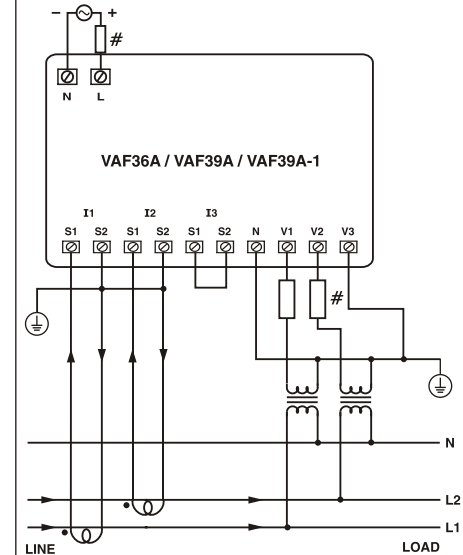 − +
#
N L
VAF36A / VAF39A / VAF39A-1
I1 I2 I3
S1 S2 S1 S2 S1 S2 N V1 V2 V3
#
N
L2
L1
LINE LOAD